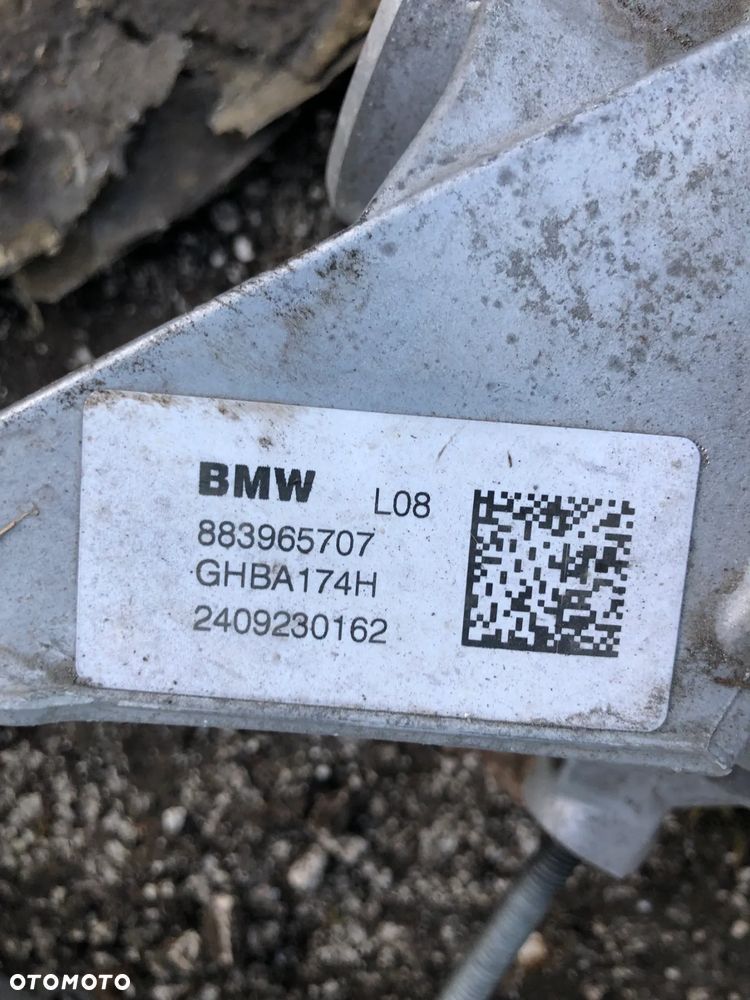 BMW L08
883965707
GHBA174H
2409230162
OTOMOTO